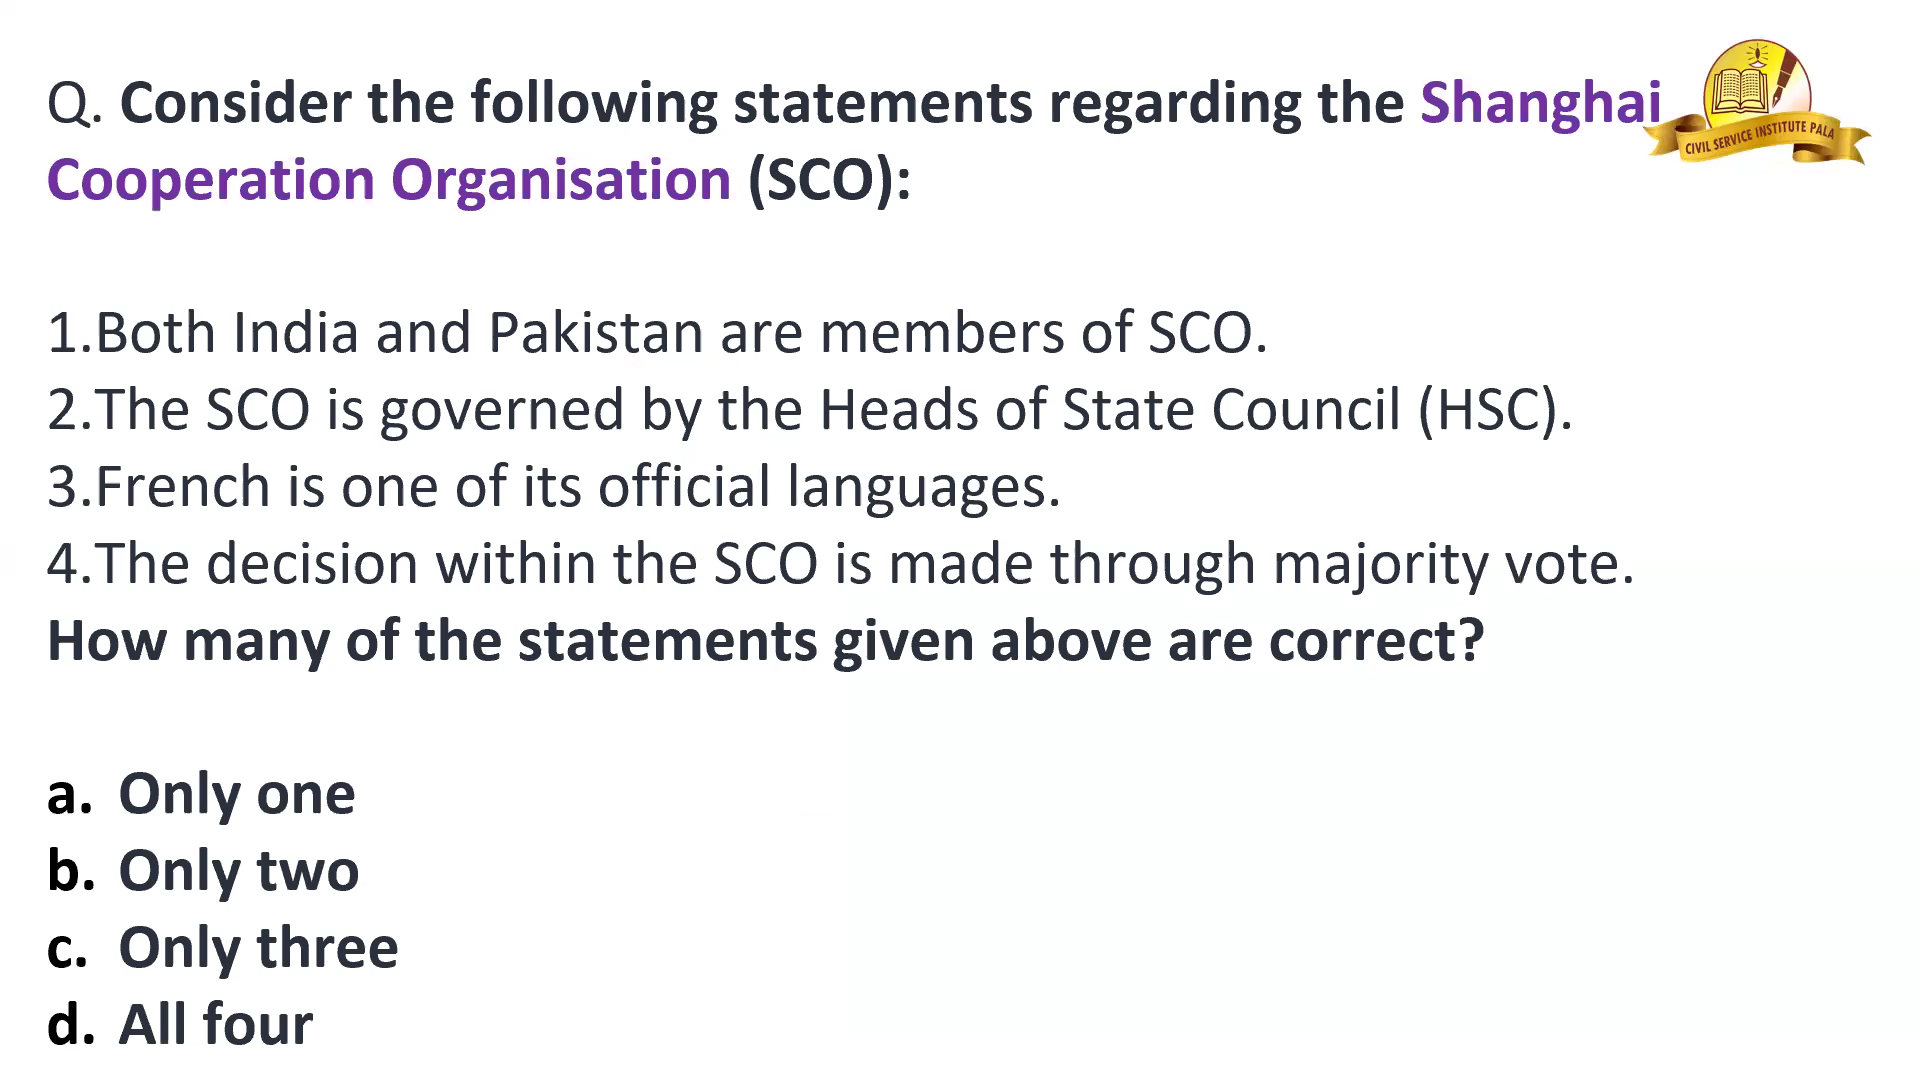 Q. Consider the following statements regarding the Shanghai
CIVIL SERVICE INSTITUTE PALA
Cooperation Organisation (SCO):
1.Both India and Pakistan are members of SCO.
2.The SCO is governed by the Heads of State Council (HSC).
3.French is one of its official languages.
4.The decision within the SCO is made through majority vote.
How many of the statements given above are correct?
a. Only one
b. Only two
c. Only three
d. All four